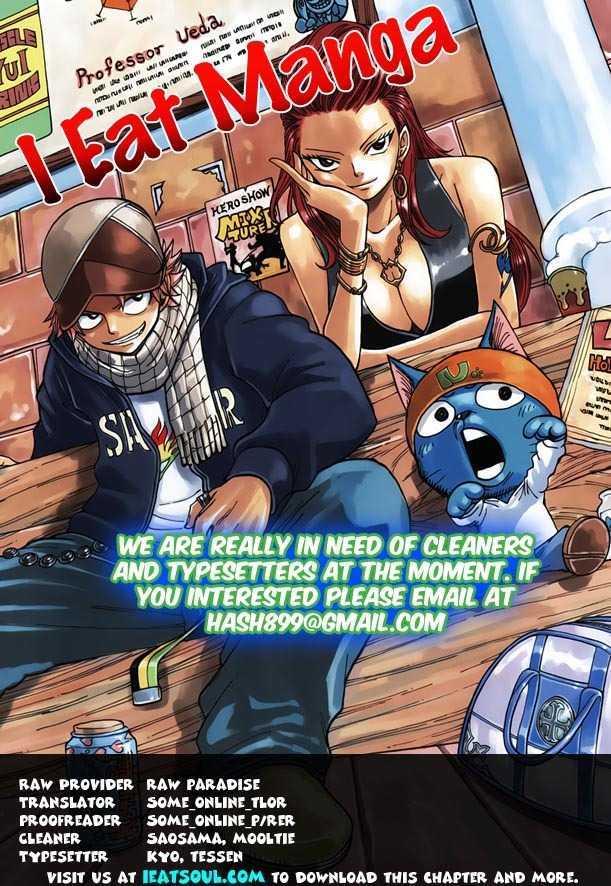 Professor Ueda
I Eat Manga
YUI
HERO SHOW
MIX
TURE
WE ARE REALLY IN NEED OF CLEANERS
AND TYPESETTERS AT THE MOMENT. IF
YOU INTERESTED PLEASE EMAIL AT
HASH899@GMAIL.COM
RAW PROVIDER RAW PARADISE
TRANSLATOR SOME_ONLINE_TLOR
PROOFREADER SOME_ONLINE_P/RER
CLEANER SAOSAMA, MOOLTIE
TYPESETTER KYO, TESSEN
VISIT US AT IEATSOUL.COM TO DOWNLOAD THIS CHAPTER AND MORE.